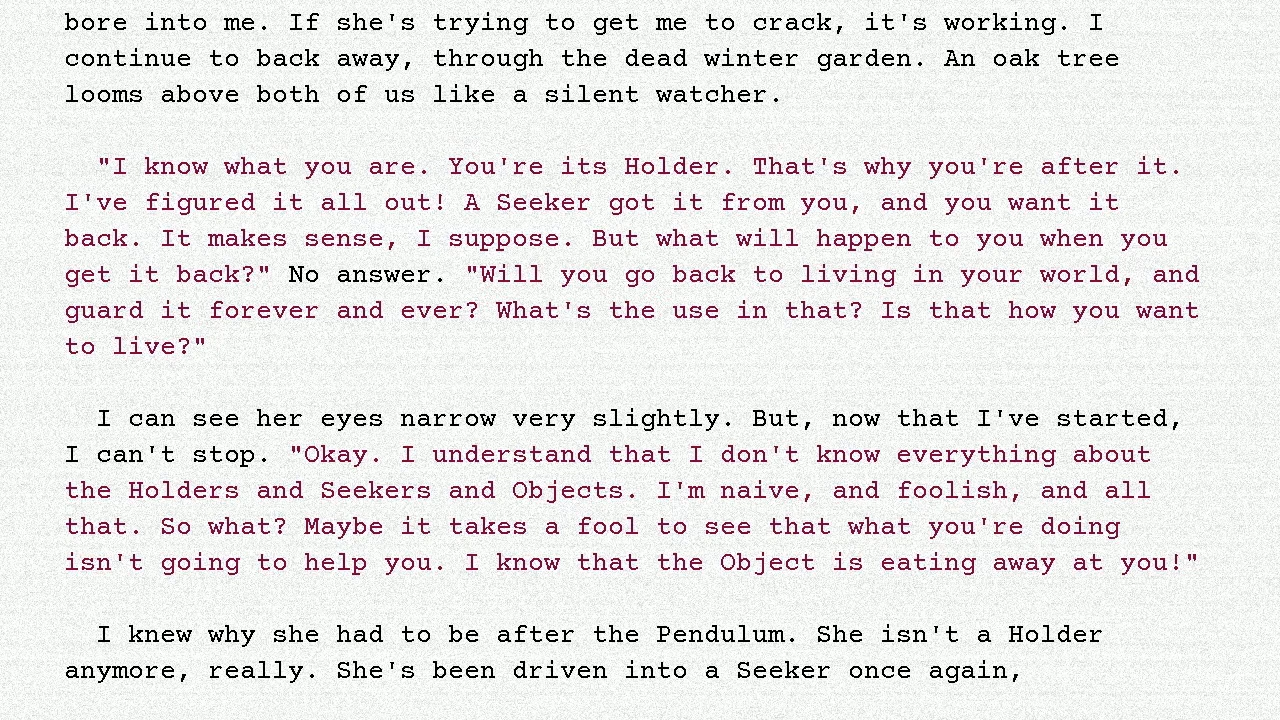 bore into me. If she's trying to get me to crack, it's working. I
continue to back away, through the dead winter garden. An oak tree
looms above both of us like a silent watcher.
"I know what you are. You're its Holder. That's why you're after it.
I've figured it all out! A Seeker got it from you, and you want it
back. It makes sense, I suppose. But what will happen to you when you
get it back?" No answer. "Will you go back to living in your world, and
guard it forever and ever? What's the use in that? Is that how you want
to live?"
I can see her eyes narrow very slightly. But, now that I've started,
I can't stop. "Okay. I understand that I don't know everything about
the Holders and Seekers and Objects. I'm naive, and foolish, and all
that. So what? Maybe it takes a fool to see that what you're doing
isn't going to help you. I know that the Object is eating away at you!"
I knew why she had to be after the Pendulum. She isn't a Holder
anymore, really. She's been driven into a Seeker once again,